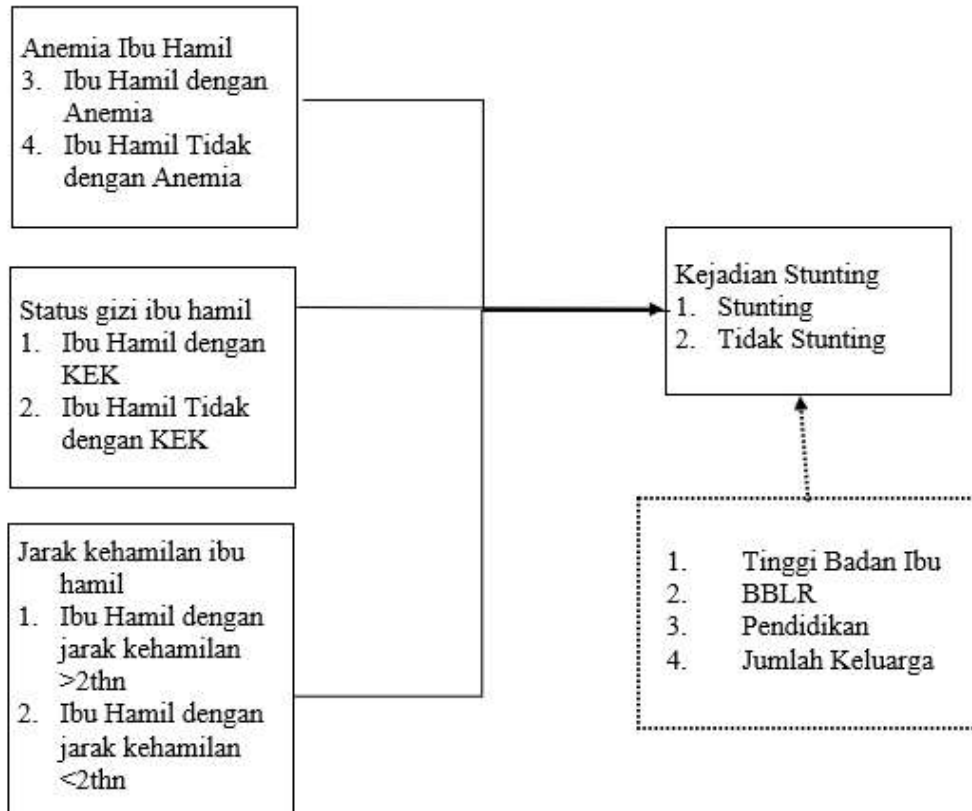 Anemia Ibu Hamil
3. Ibu Hamil dengan
Anemia
4. Ibu Hamil Tidak
dengan Anemia
Status gizi ibu hamil
1. Ibu Hamil dengan
KEK
2. Ibu Hamil Tidak
dengan KEK
Jarak kehamilan ibu
hamil
1. Ibu Hamil dengan
jarak kehamilan
>2thn
2. Ibu Hamil dengan
jarak kehamilan
<2thn
Kejadian Stunting
1. Stunting
2. Tidak Stunting
1. Tinggi Badan Ibu
2. BBLR
3. Pendidikan
4. Jumlah Keluarga